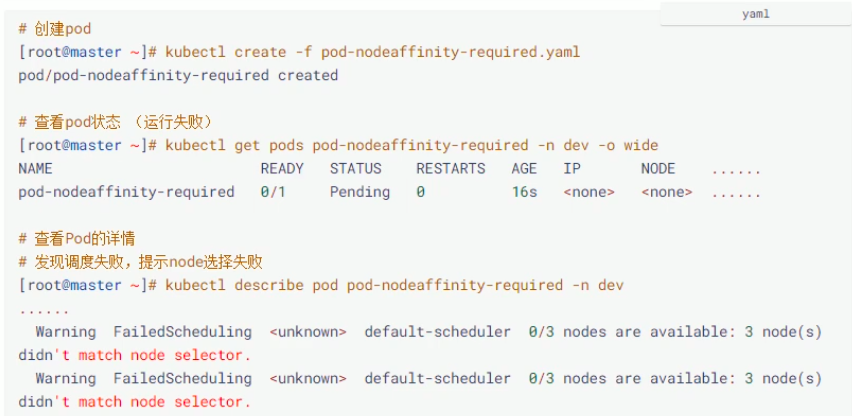 yaml
# 创建pod
[root@master ~]# kubectl create -f pod-nodeaffinity-required.yaml
pod/pod-nodeaffinity-required created
# 查看pod状态 （运行失败）
[root@master ~]# kubectl get pods pod-nodeaffinity-required -n dev -o wide
NAME READY STATUS RESTARTS AGE IP NODE ......
pod-nodeaffinity-required 0/1 Pending 0 16s <none> <none> ......
# 查看Pod的详情
# 发现调度失败，提示node选择失败
[root@master ~]# kubectl describe pod pod-nodeaffinity-required -n dev
......
Warning FailedScheduling <unknown> default-scheduler 0/3 nodes are available: 3 node(s)
didn't match node selector.
Warning FailedScheduling <unknown> default-scheduler 0/3 nodes are available: 3 node(s)
didn't match node selector.